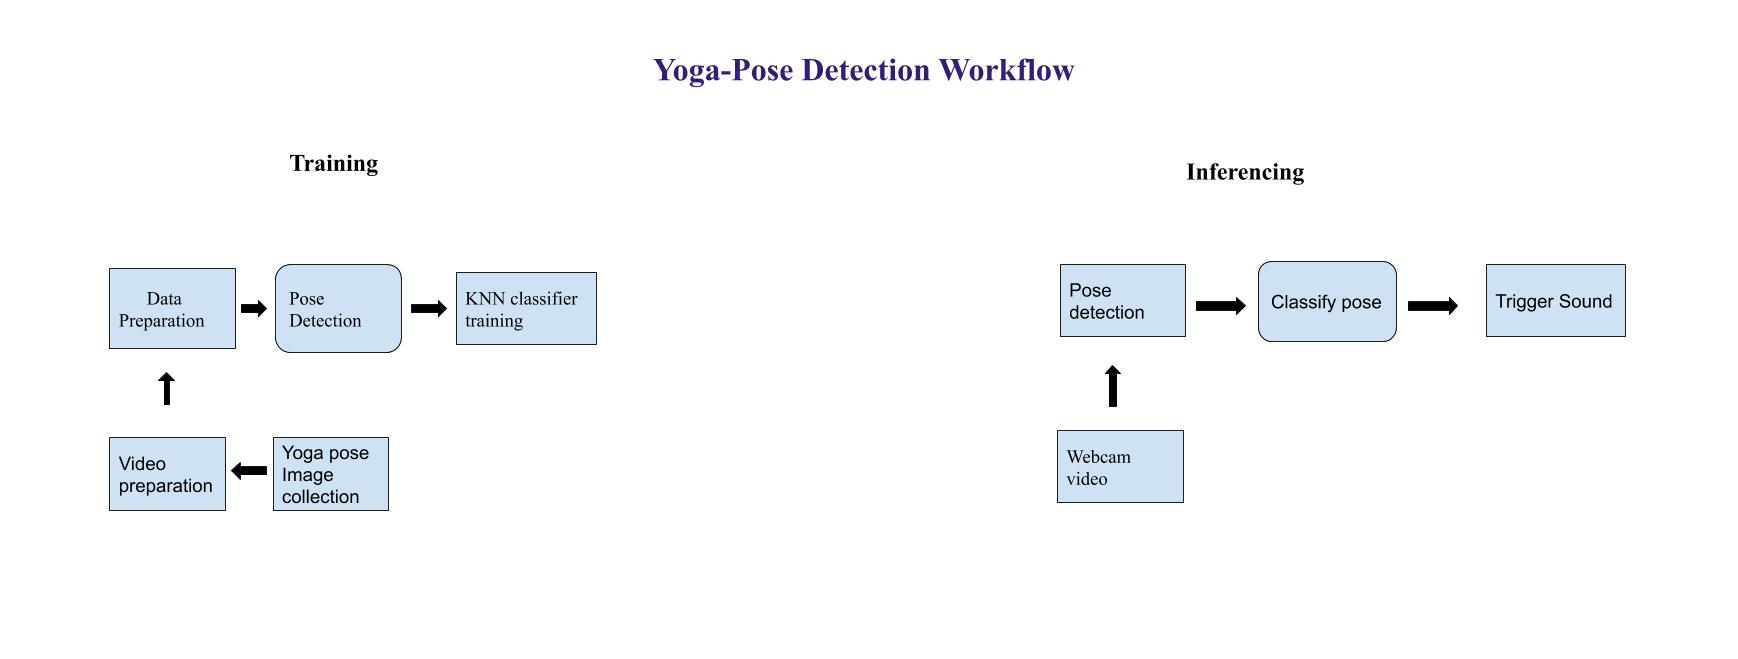 Yoga-Pose Detection Workflow
Training
Inferencing
Data
Preparation
Pose
Detection
KNN classifier
training
Video
preparation
Yoga pose
Image
collection
Pose
detection
Classify pose
Trigger Sound
Webcam
video